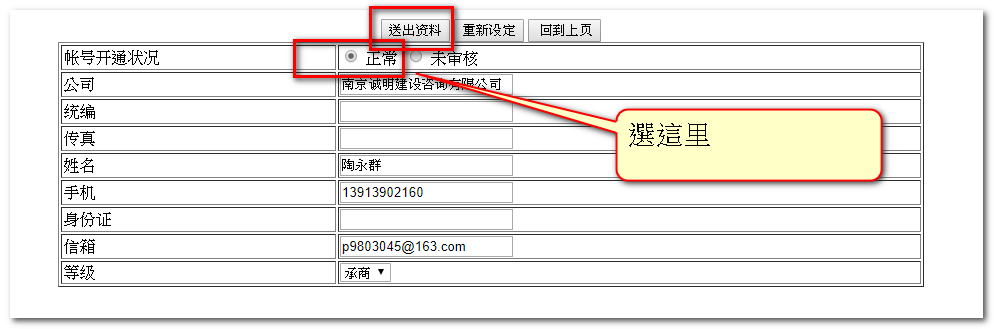 送出资料 重新设定 回到上页
帐号开通状况 正常 未审核
公司 南京诚明建设咨询有限公司
选這里
统编
传真
姓名 陶永群
手机 13913902160
身份证
信箱 p9803045@163.com
等级 承商